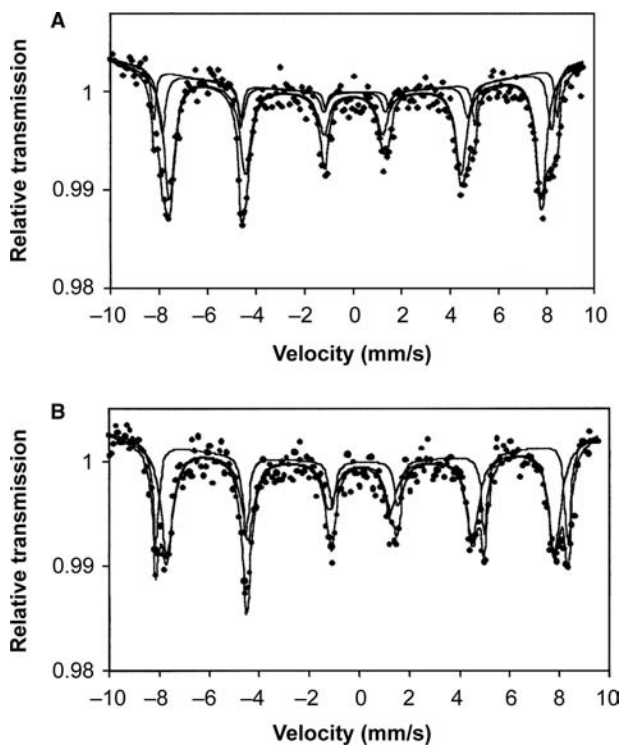 A
Relative transmission
1
0.99
0.98
–10 –8 –6 –4 –2 0 2 4 6 8 10
Velocity (mm/s)
B
Relative transmission
1
0.99
0.98
–10 –8 –6 –4 –2 0 2 4 6 8 10
Velocity (mm/s)